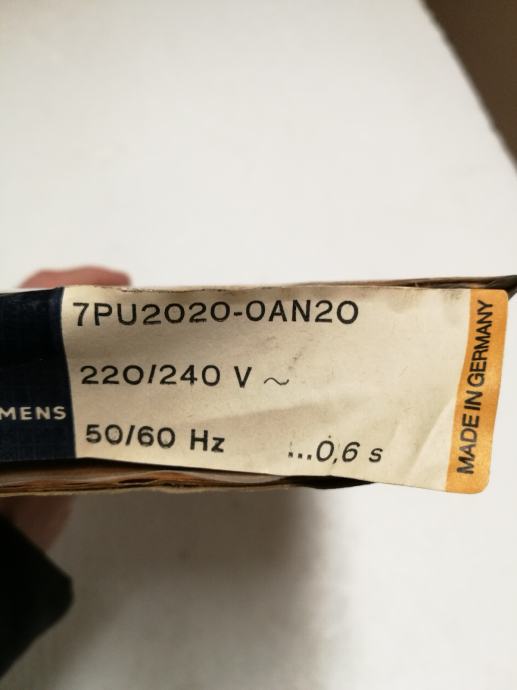 7PU2020-0AN20
220/240 V ~
MENS
50/60 Hz ...0,6 s
MADE IN GERMANY